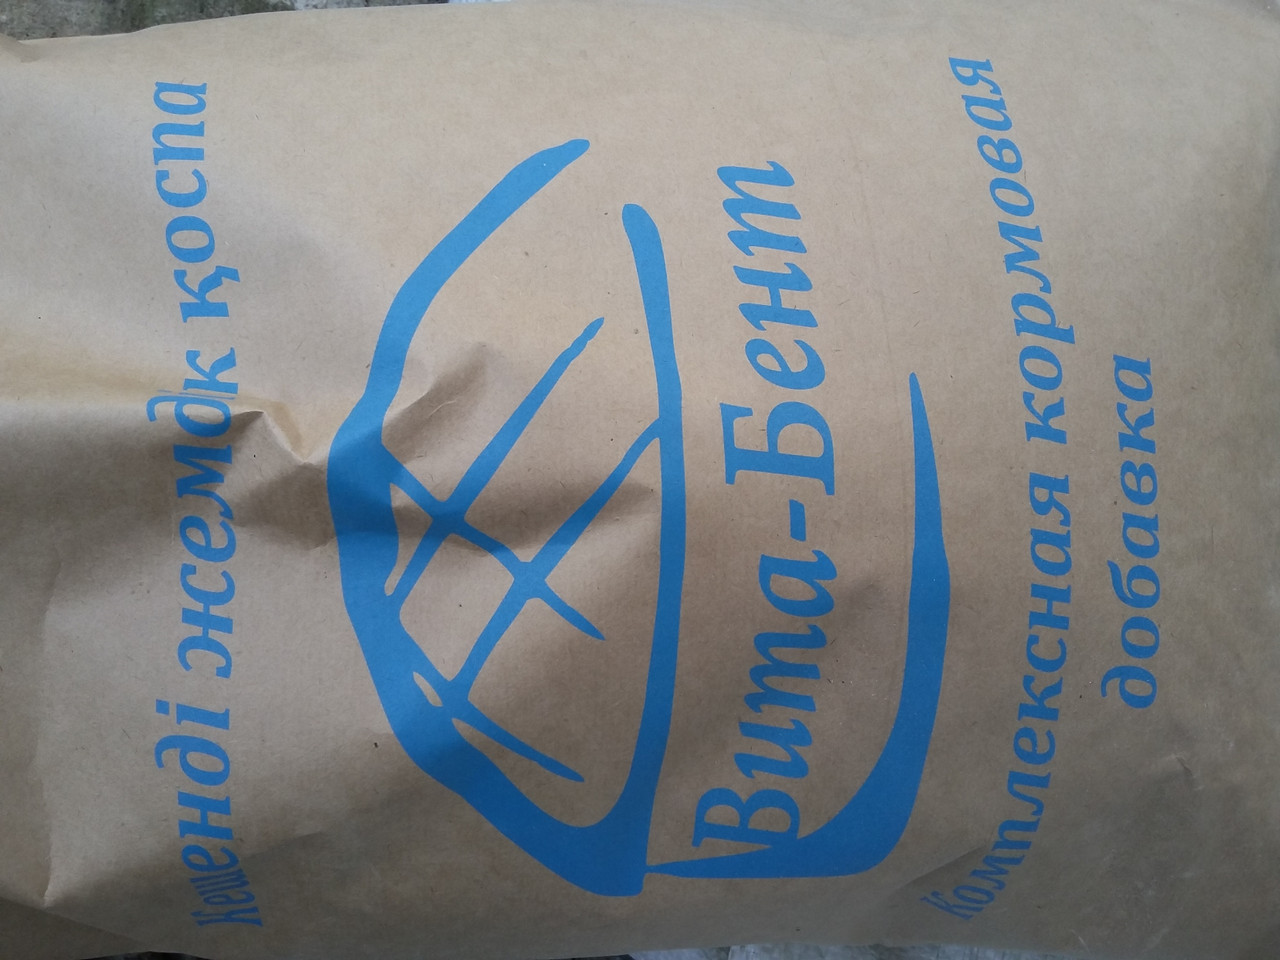 Кешенді жемдік қоспа
Вита-Бент
Комплексная кормовая
добавка